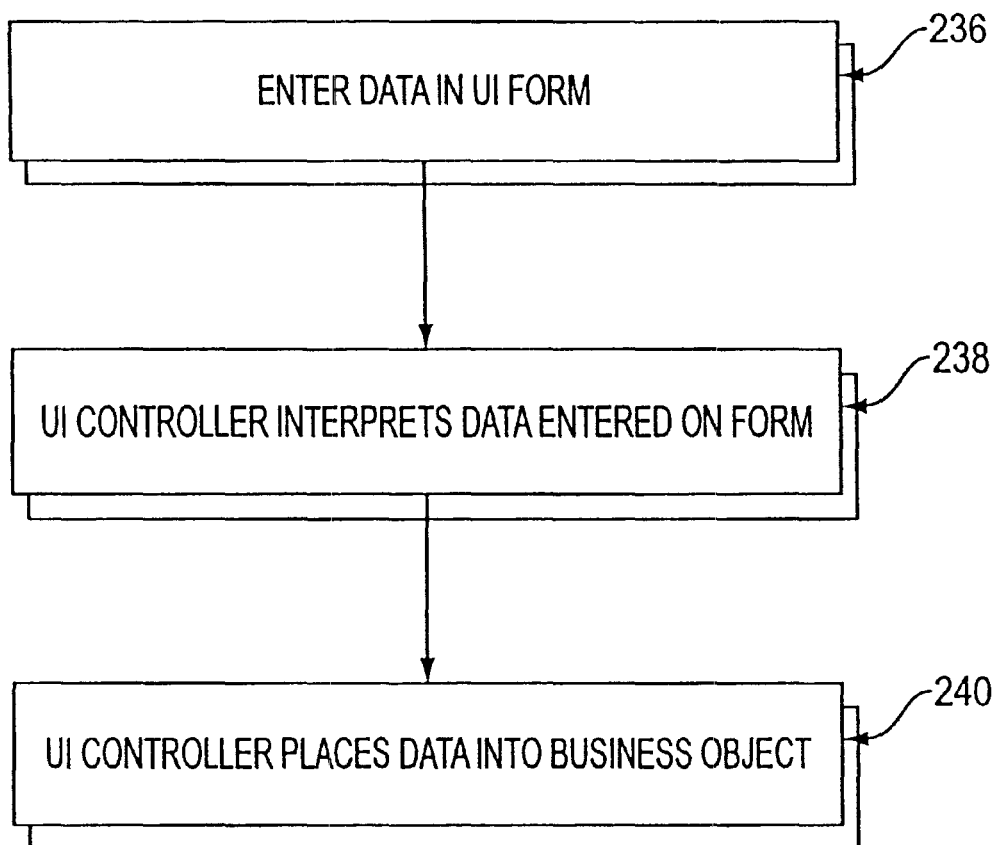 236
ENTER DATA IN UI FORM
238
UI CONTROLLER INTERPRETS DATA ENTERED ON FORM
240
UI CONTROLLER PLACES DATA INTO BUSINESS OBJECT